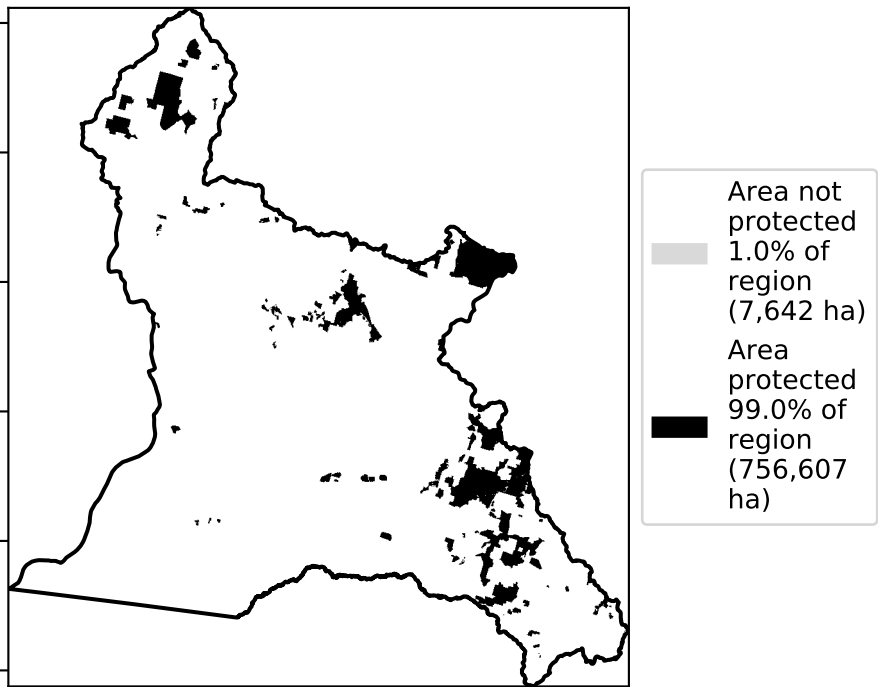 Area not
protected
1.0% of
region
(7,642 ha)
Area
protected
99.0% of
region
(756,607
ha)